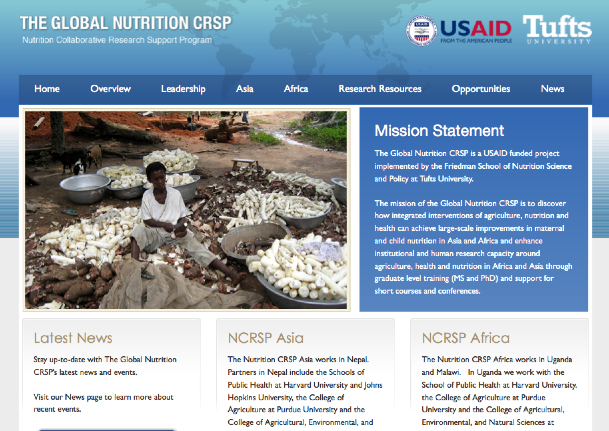 THE GLOBAL NUTRITION CRSP
Nutrition Collaborative Research Support Program
USAID
FROM THE AMERICAN PEOPLE
Tufts
UNIVERSITY
Home
Overview
Leadership
Asia
Africa
Research Resources
Opportunities
News
Mission Statement
The Global Nutrition CRSP is a USAID funded project
implemented by the Friedman School of Nutrition Science
and Policy at Tufts University.
The mission of the Global Nutrition CRSP is to discover
how integrated interventions of agriculture, nutrition and
health can achieve large-scale improvements in maternal
and child nutrition in Asia and Africa and enhance
institutional and human research capacity around
agriculture, health and nutrition in Africa and Asia through
graduate level training (MS and PhD) and support for
short courses and conferences.
Latest News
Stay up-to-date with The Global Nutrition
CRSP's latest news and events.
Visit our News page to learn more about
recent events.
NCRSP Asia
The Nutrition CRSP Asia works in Nepal.
Partners in Nepal include the Schools of
Public Health at Harvard University and Johns
Hopkins University, the College of
Agriculture at Purdue University and the
College of Agricultural, Environmental, and
NCRSP Africa
The Nutrition CRSP Africa works in Uganda
and Malawi. In Uganda we work with the
School of Public Health at Harvard University,
the College of Agriculture at Purdue
University and the College of Agricultural,
Environmental, and Natural Sciences at